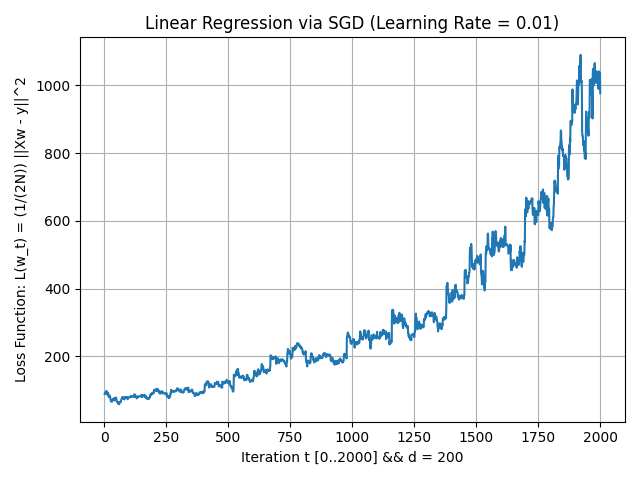 Linear Regression via SGD (Learning Rate = 0.01)
Loss Function: L(w_t) = (1/(2N)) ||Xw - y||^2
1000
800
600
400
200
0 250 500 750 1000 1250 1500 1750 2000
Iteration t [0..2000] && d = 200